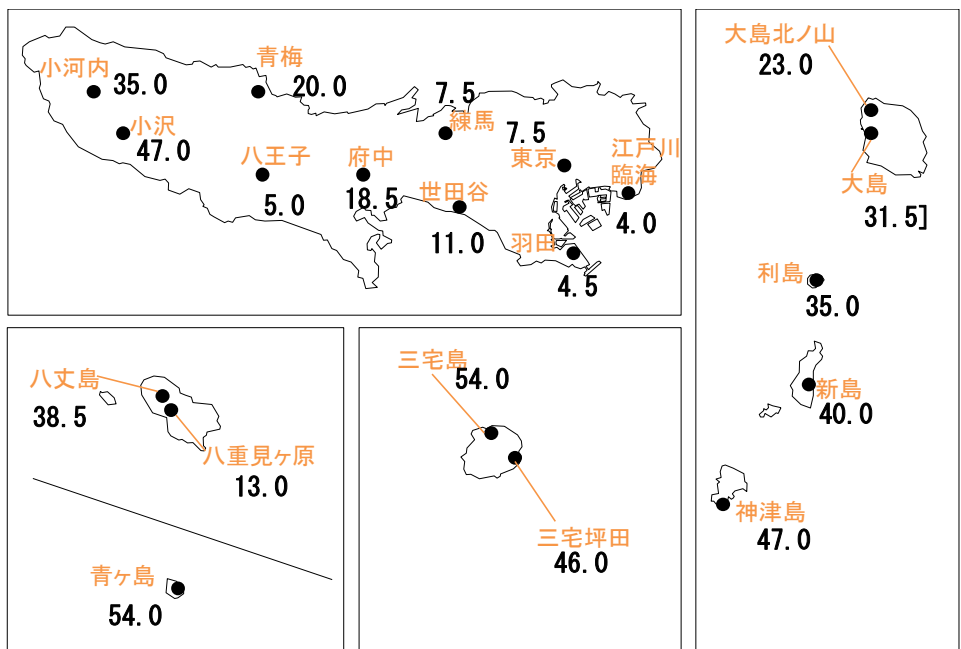 小河内
35.0
青梅
20.0
小沢
47.0
八王子
5.0
府中
18.5
7.5
練馬
世田谷
11.0
7.5
東京
江戸川
臨海
4.0
羽田
4.5
大島北ノ山
23.0
大島
31.5]
利島
35.0
新島
40.0
神津島
47.0
八丈島
38.5
八重見ヶ原
13.0
青ヶ島
54.0
三宅島
54.0
三宅坪田
46.0